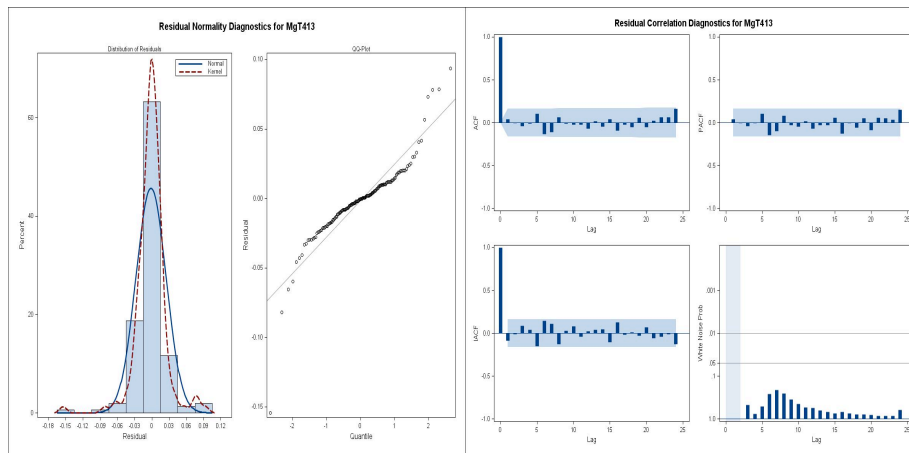 Residual Normality Diagnostics for MgT413
Distribution of Residuals
Normal
Kernel
Percent
60
40
20
0
-0.18 -0.15 -0.12 -0.09 -0.06 -0.03 0 0.03 0.06 0.09 0.12
Residual
QQ-Plot
Residual
0.10
0.05
0.00
-0.05
-0.10
-0.15
-2 -1 0 1 2
Quantile
Residual Correlation Diagnostics for MgT413
ACF
1.0
0.5
0.0
-0.5
-1.0
0 5 10 15 20 25
Lag
PACF
1.0
0.5
0.0
-0.5
-1.0
0 5 10 15 20 25
Lag
IACF
1.0
0.5
0.0
-0.5
-1.0
0 5 10 15 20 25
Lag
White Noise Prob
.001
.01
.05
.1
1.0
0 5 10 15 20 25
Lag